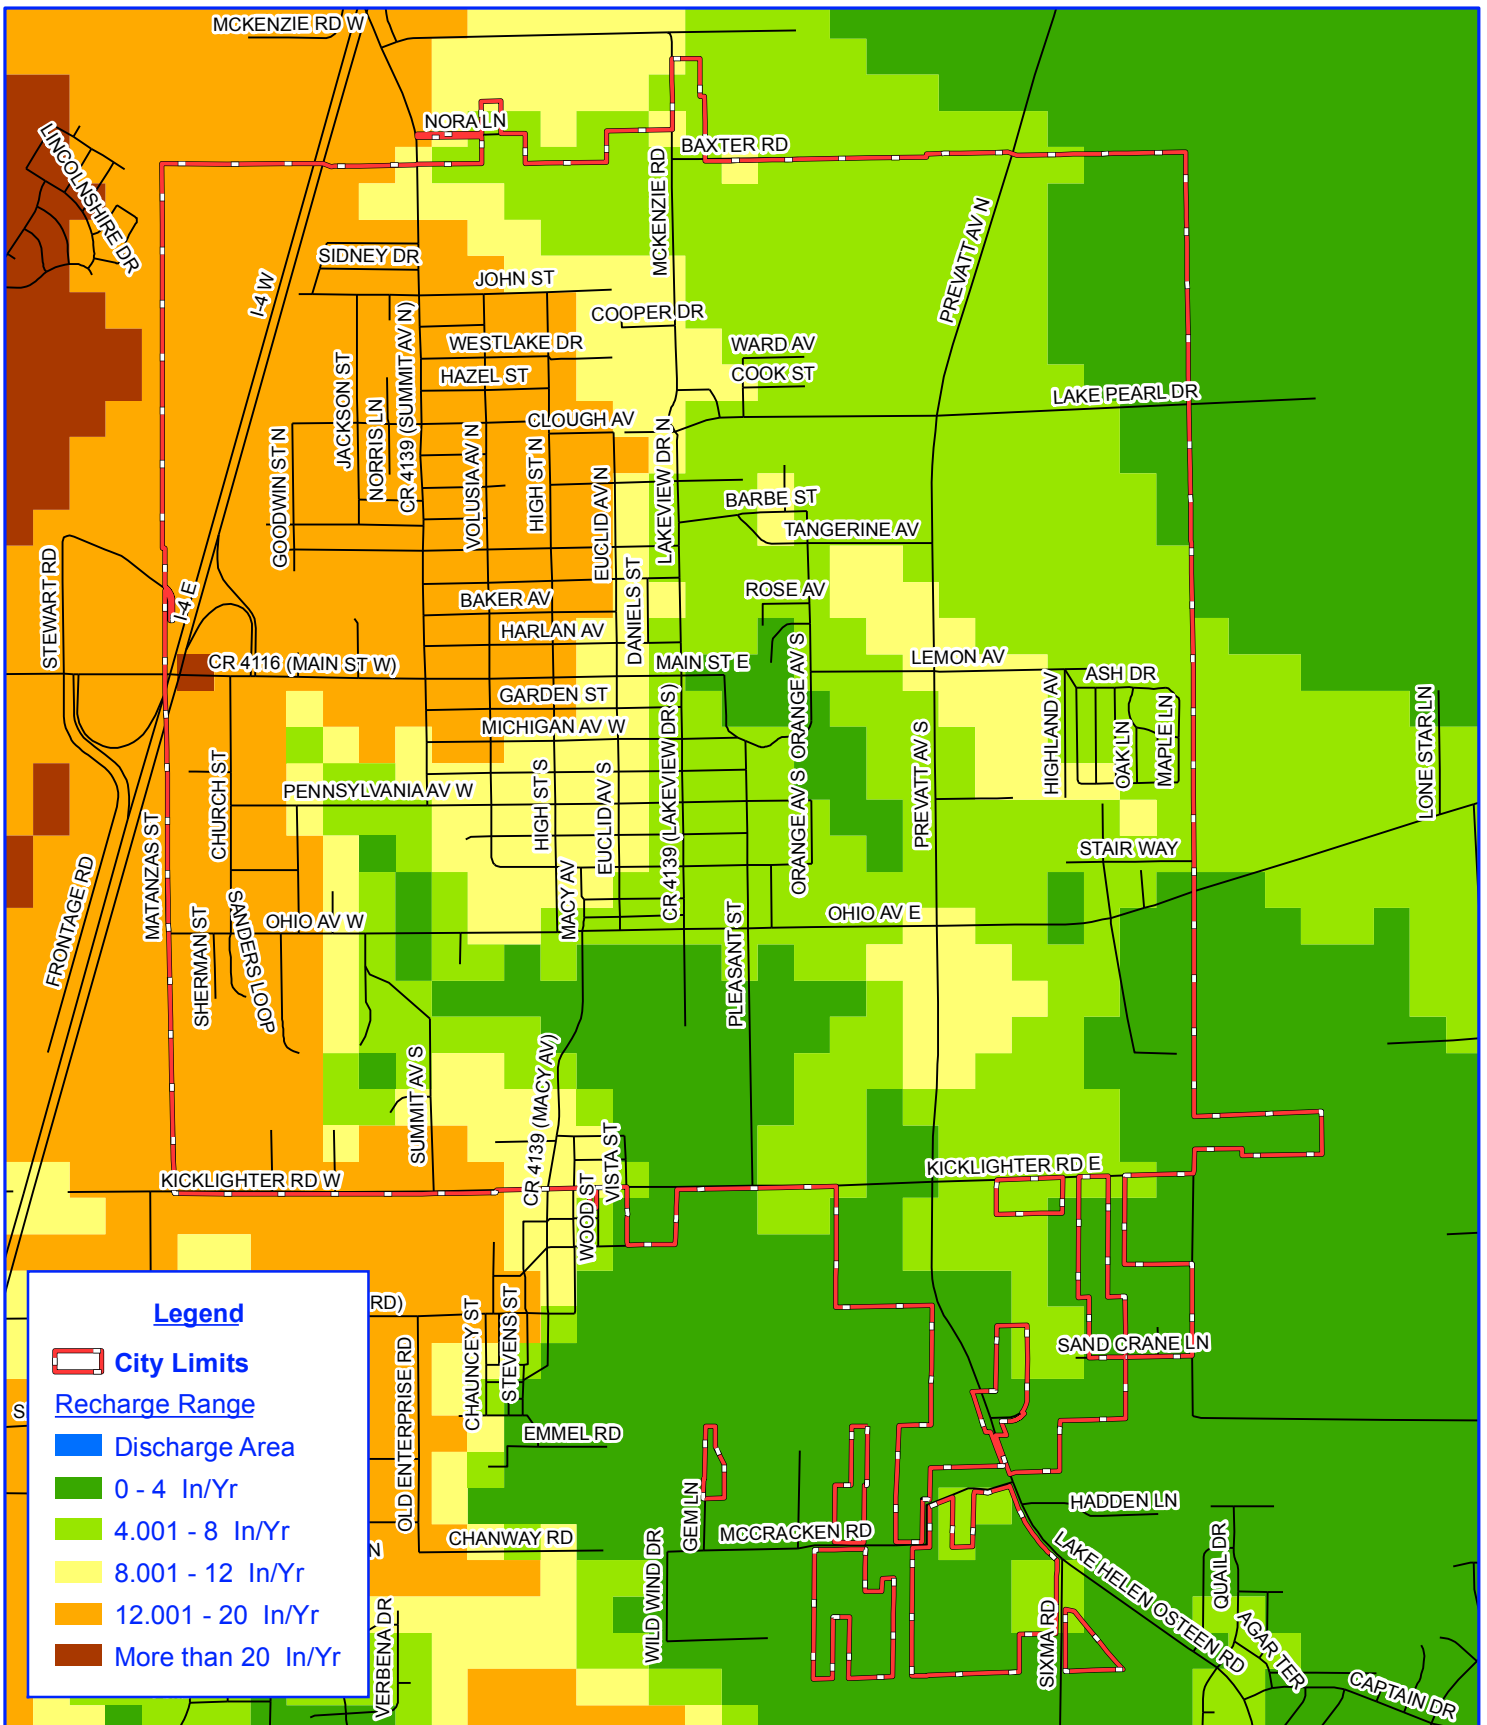 MCKENZIE RD W
NORA LN
BAXTER RD
LINCOLNSHIRE DR
MCKENZIE RD
PREVATT AV N
SIDNEY DR
I-4 W
JOHN ST
COOPER DR
WESTLAKE DR
WARD AV
HAZEL ST
COOK ST
JACKSON ST
NORRIS LN
CR 4139 (SUMMIT AV N)
LAKE PEARL DR
CLOUGH AV
GOODWIN ST N
VOLUSIA AV N
HIGH ST N
EUCLID AV N
LAKEVIEW DR N
BARBE ST
TANGERINE AV
STEWART RD
I-4 E
DANIELS ST
BAKER AV
ROSE AV
HARLAN AV
CR 4116 (MAIN ST W)
MAIN ST E
ORANGE AV S
LEMON AV
ASH DR
GARDEN ST
MICHIGAN AV W
HIGHLAND AV
OAK LN
MAPLE LN
LONE STAR LN
CHURCH ST
PENNSYLVANIA AV W
HIGH ST S
EUCLID AV S
CR 4139 (LAKEVIEW DR S)
ORANGE AV S
PREVATT AV S
MATANZAS ST
STAIR WAY
FRONTAGE RD
SHERMAN ST
SANDERS LOOP
OHIO AV W
MACY AV
OHIO AV E
PLEASANT ST
SUMMIT AV S
CR 4139 (MACY AV)
VISTA ST
KICKLIGHTER RD W
KICKLIGHTER RD E
WOOD ST
RD)
CHAUNCEY ST
STEVENS ST
OLD ENTERPRISE RD
SAND CRANE LN
S
EMMEL RD
GEM LN
HADDEN LN
CHANWAY RD
MCCRACKEN RD
N
WILD WIND DR
LAKE HELEN OSTEEN RD
QUAIL DR
VERBENA DR
SIXMA RD
AGAR TER
CAPTAIN DR
Legend
City Limits
Recharge Range
Discharge Area
0 - 4 In/Yr
4.001 - 8 In/Yr
8.001 - 12 In/Yr
12.001 - 20 In/Yr
More than 20 In/Yr